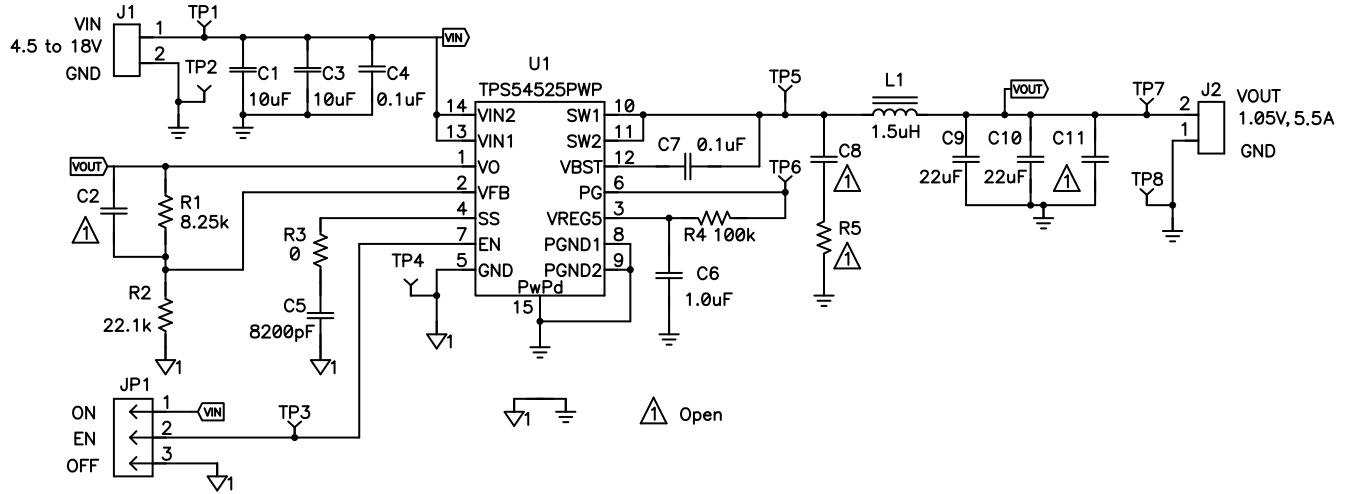 J1
TP1
VIN
1
VIN
4.5 to 18V
2
TP2
GND
C1
C3
C4
10uF
10uF
0.1uF
U1
TPS54525PWP
14
VIN2
SW1
10
13
VIN1
SW2
11
VOUT
1
VO
VBST
12
2
VFB
PG
6
4
SS
VREG5
3
7
EN
PGND1
8
5
GND
PGND2
9
PwPd
15
C2
1
R1
8.25k
R2
22.1k
1
R3
0
C5
8200pF
1
TP4
1
C7
0.1uF
TP5
TP6
R4 100k
C6
1.0uF
C8
1
R5
1
L1
1.5uH
VOUT
C9
C10
C11
22uF
22uF
1
TP7
J2
2
VOUT
1.05V, 5.5A
1
GND
TP8
JP1
ON
1
VIN
EN
2
TP3
OFF
3
1
1
1
Open